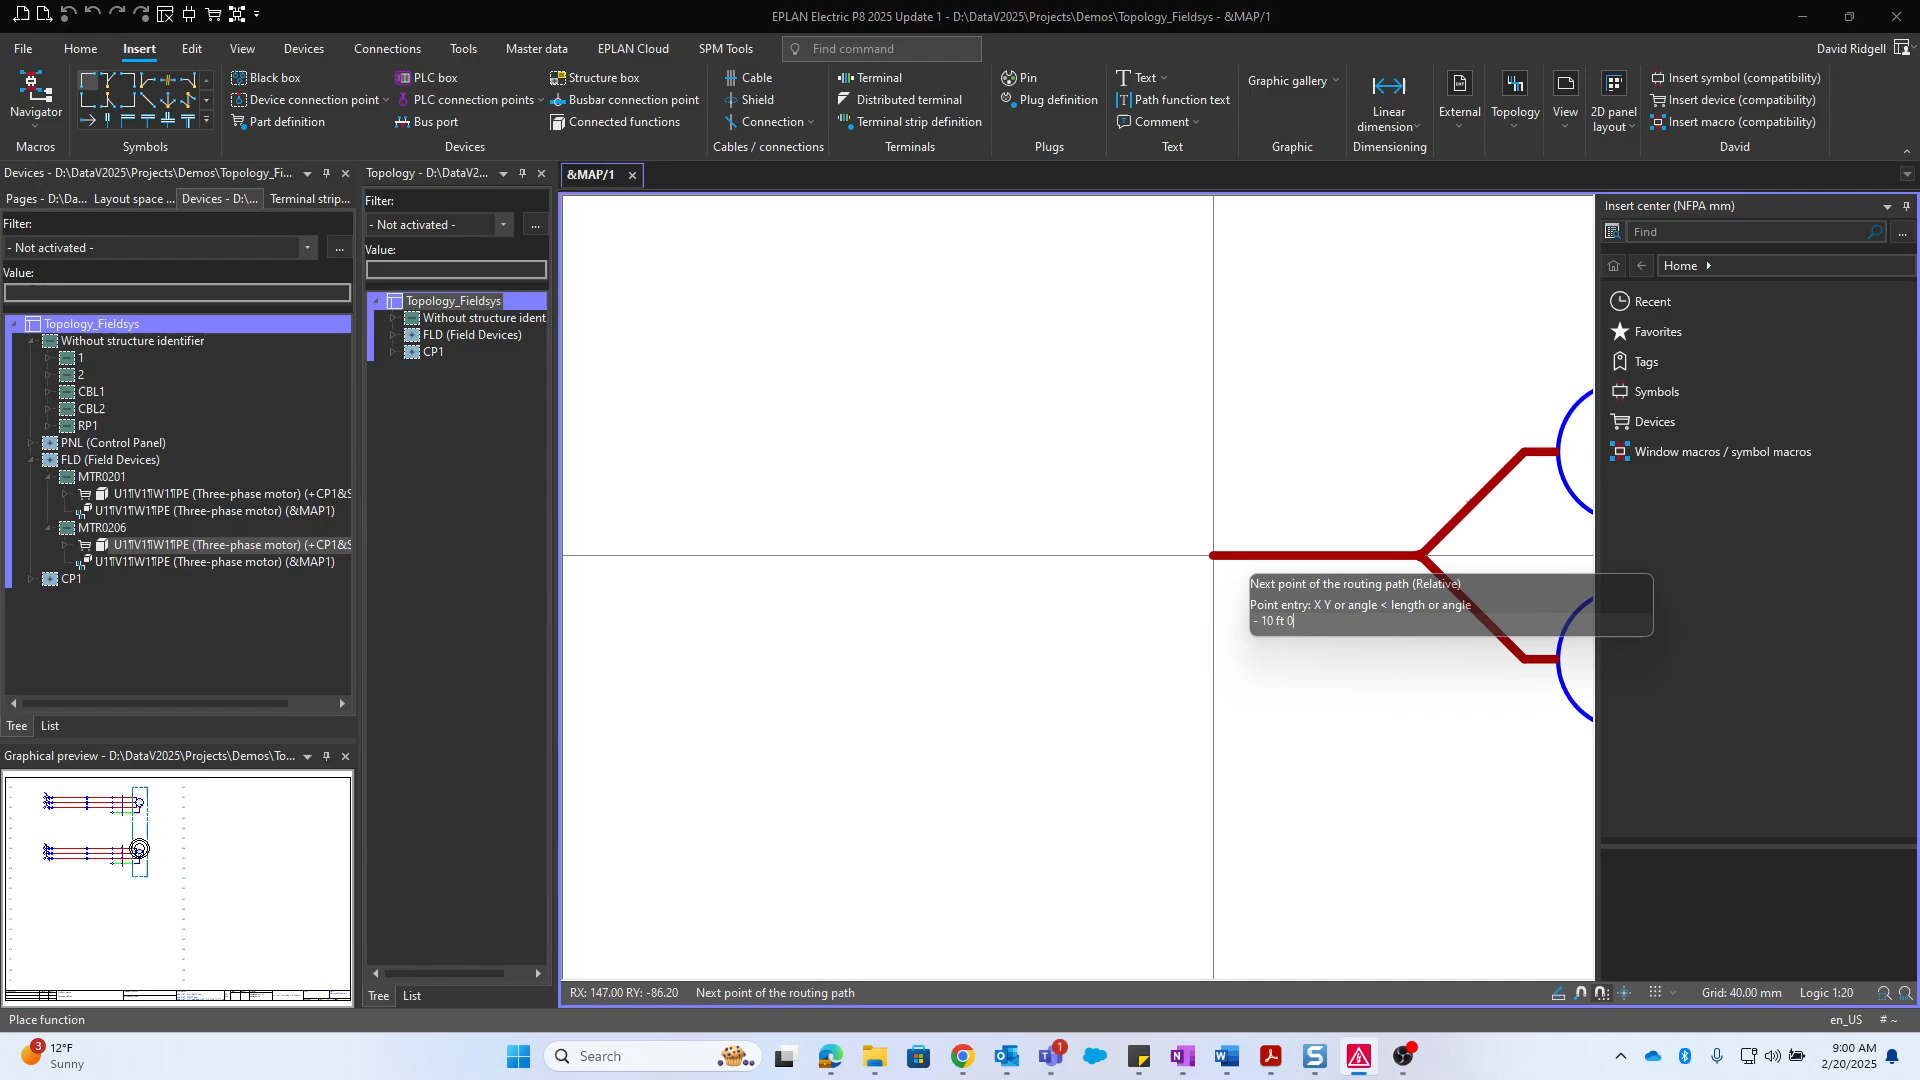 EPLAN Electric P8 2025 Update 1 - D:\DataV2025\Projects\Demos\Topology_Fieldsys - &MAP/1
File Home Insert Edit View Devices Connections Tools Master data EPLAN Cloud SPM Tools Find command David Ridgell
Black box PLC box Structure box Cable Terminal Pin Text Graphic gallery Insert symbol (compatibility)
Device connection point PLC connection points Busbar connection point Shield Distributed terminal Plug definition Path function text Insert device (compatibility)
Navigator Linear dimension External Topology View 2D panel layout
Part definition Bus port Connected functions Connection Terminal strip definition Comment Insert macro (compatibility)
Macros Symbols Devices Cables / connections Terminals Plugs Text Graphic Dimensioning David
Devices - D:\DataV2025\Projects\Demos\Topology_Fi...
Pages - D:\Da... Layout space ... Devices - D:\... Terminal strip...
Filter:
- Not activated - ...
Value:
Topology_Fieldsys
Without structure identifier
1
2
CBL1
CBL2
RP1
PNL (Control Panel)
FLD (Field Devices)
MTR0201
U1¶V1¶W1¶PE (Three-phase motor) (+CP1&S
U1¶V1¶W1¶PE (Three-phase motor) (&MAP1)
MTR0206
U1¶V1¶W1¶PE (Three-phase motor) (+CP1&S
U1¶V1¶W1¶PE (Three-phase motor) (&MAP1)
CP1
Tree List
Graphical preview - D:\DataV2025\Projects\Demos\To...
Topology - D:\DataV2...
Filter:
- Not activated - ...
Value:
Topology_Fieldsys
Without structure ident
FLD (Field Devices)
CP1
Tree List
&MAP/1
Next point of the routing path (Relative)
Point entry: X Y or angle < length or angle
- 10 ft 0
Insert center (NFPA mm)
Find ...
Home
Recent
Favorites
Tags
Symbols
Devices
Window macros / symbol macros
RX: 147.00 RY: -86.20 Next point of the routing path Grid: 40.00 mm Logic 1:20
Place function en_US # ~
3 12°F
Sunny
Search
1
9:00 AM
2/20/2025